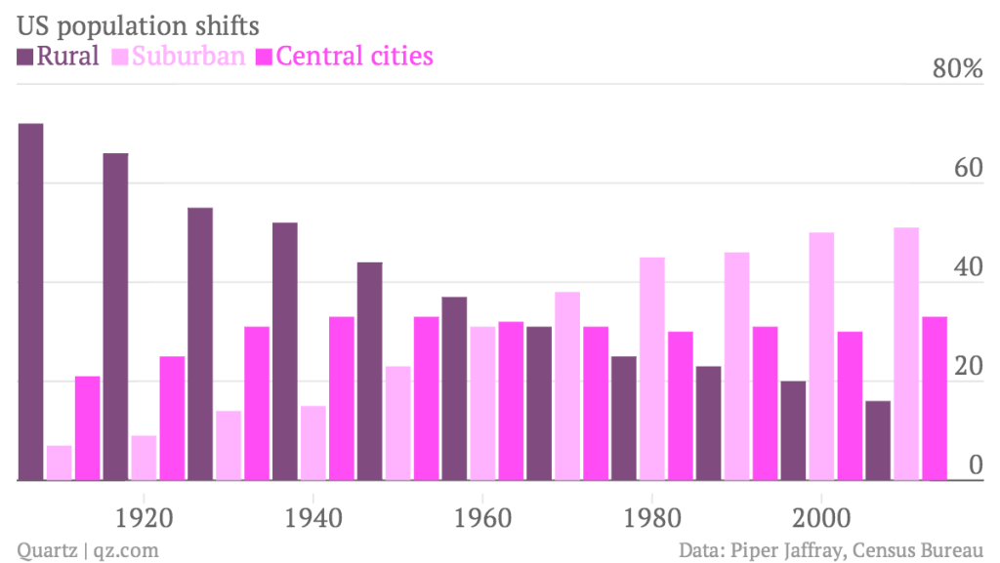 US population shifts
Rural Suburban Central cities
80%
60
40
20
0
1920 1940 1960 1980 2000
Quartz | qz.com Data: Piper Jaffray, Census Bureau